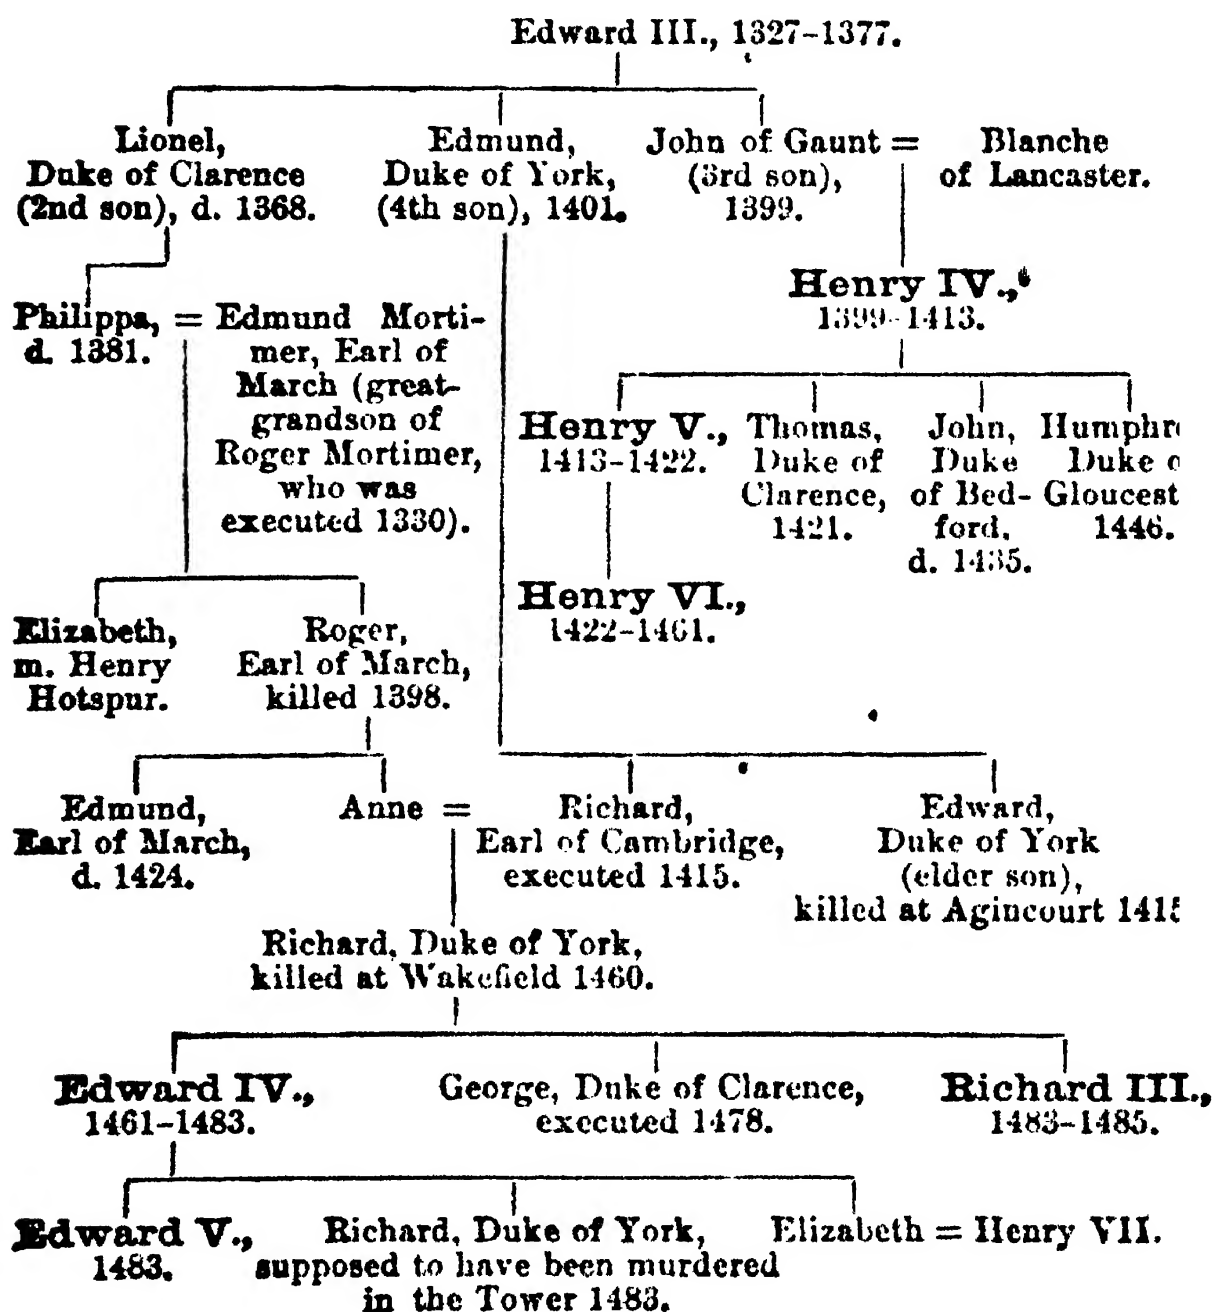 Edward III., 1327-1377.
Lionel,
Duke of Clarence
(2nd son), d. 1368.
Edmund,
Duke of York,
(4th son), 1401.
John of Gaunt =
(3rd son),
1399.
Blanche
of Lancaster.
Henry IV.,
1399-1413.
Philippa, =
d. 1381.
Edmund Morti-
mer, Earl of
March (great-
grandson of
Roger Mortimer,
who was
executed 1330).
Henry V.,
1413-1422.
Thomas,
Duke of
Clarence,
1421.
John,
Duke
of Bed-
ford,
d. 1435.
Humphr
Duke o
Gloucest
1446.
Henry VI.,
1422-1461.
Elizabeth,
m. Henry
Hotspur.
Roger,
Earl of March,
killed 1398.
Edmund,
Earl of March,
d. 1424.
Anne =
Richard,
Earl of Cambridge,
executed 1415.
Edward,
Duke of York
(elder son),
killed at Agincourt 1415
Richard, Duke of York,
killed at Wakefield 1460.
Edward IV.,
1461-1483.
George, Duke of Clarence,
executed 1478.
Richard III.,
1483-1485.
Edward V.,
1483.
Richard, Duke of York,
supposed to have been murdered
in the Tower 1483.
Elizabeth = Henry VII.